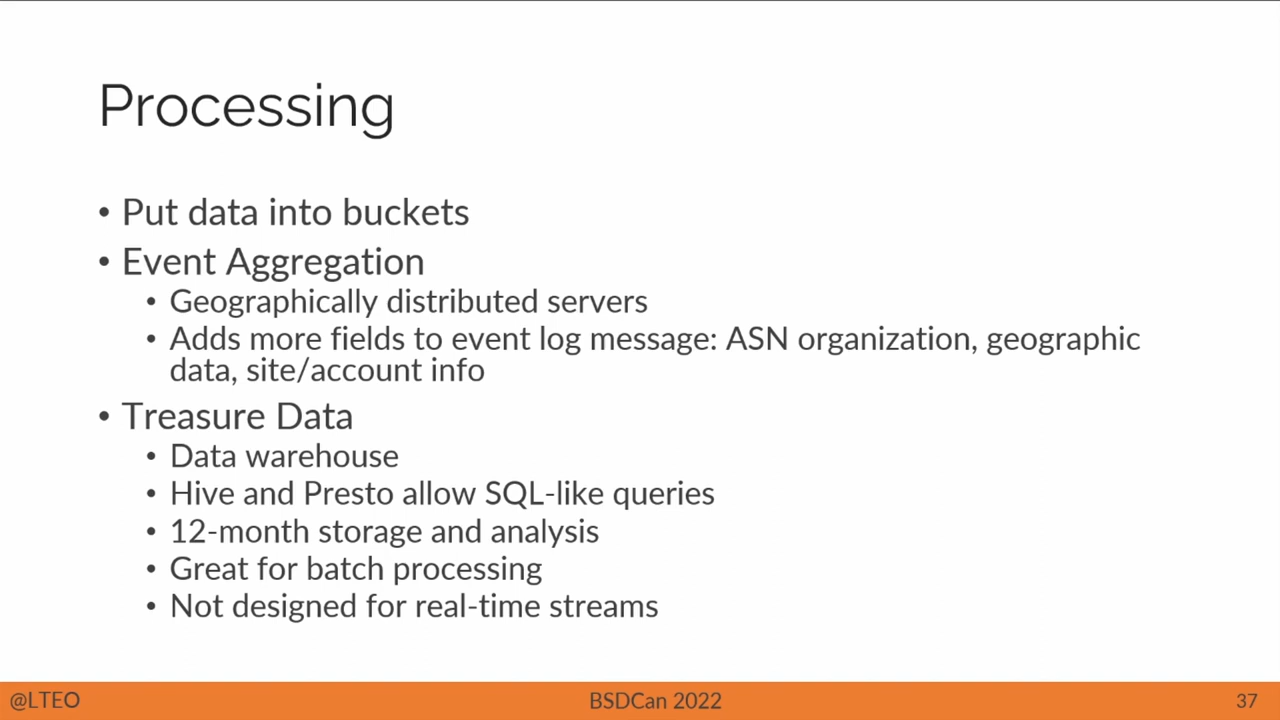 Processing
• Put data into buckets
• Event Aggregation
• Geographically distributed servers
• Adds more fields to event log message: ASN organization, geographic
data, site/account info
• Treasure Data
• Data warehouse
• Hive and Presto allow SQL-like queries
• 12-month storage and analysis
• Great for batch processing
• Not designed for real-time streams
@LTEO BSDCan 2022 37